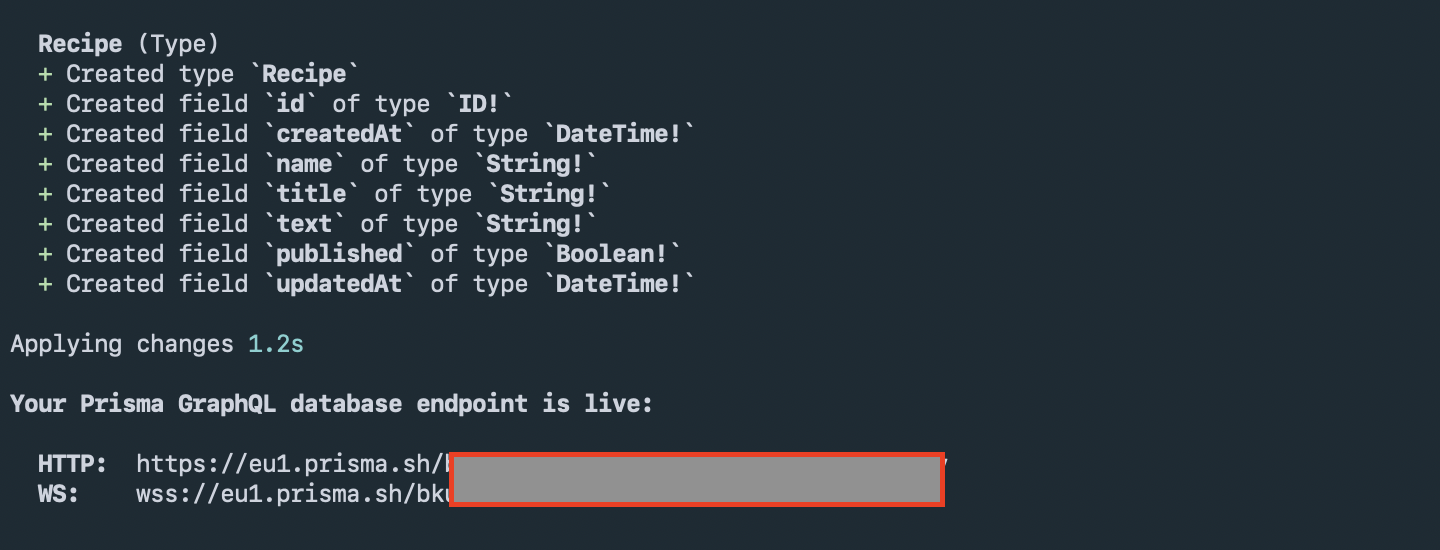 Recipe (Type)
+ Created type `Recipe`
+ Created field `id` of type `ID!`
+ Created field `createdAt` of type `DateTime!`
+ Created field `name` of type `String!`
+ Created field `title` of type `String!`
+ Created field `text` of type `String!`
+ Created field `published` of type `Boolean!`
+ Created field `updatedAt` of type `DateTime!`
Applying changes 1.2s
Your Prisma GraphQL database endpoint is live:
HTTP: https://eu1.prisma.sh/
WS: wss://eu1.prisma.sh/bk